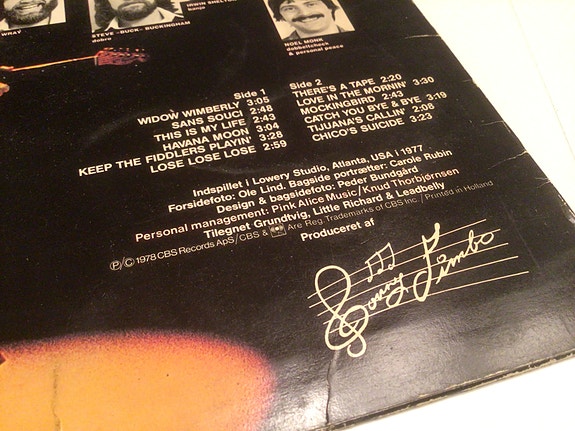 WRAY
STEVE »BUCK« BUCKINGHAM
dobro
IRWIN SHELTON
banjo
NOEL MONK
dobbeltcheck
& personal peace
Side 1
WIDOW WIMBERLY 3:05
SANS SOUCI 2:48
THIS IS MY LIFE 2:43
HAVANA MOON 3:04
KEEP THE FIDDLERS PLAYIN' 3:28
LOSE LOSE LOSE 2:59
Side 2
THERE'S A TAPE 2:20
LOVE IN THE MORNIN' 3:30
MOCKINGBIRD 2:43
CATCH YOU BYE & BYE 3:19
TIJUANA'S CALLIN' 2:08
CHICO'S SUICIDE 3:23
Indspillet i Lowery Studio, Atlanta, USA i 1977
Forsidefoto: Ole Lind. Bagside portrætter: Carole Rubin
Design & bagsidefoto: Peder Bundgård
Personal management: Pink Alice Music/Knud Thorbjørnsen
Tilegnet Grundtvig, Little Richard & Leadbelly
Ⓟ/© 1978 CBS Records ApS/CBS & Are Reg. Trademarks of CBS Inc./Printed in Holland
Produceret af
Sonny Limbo